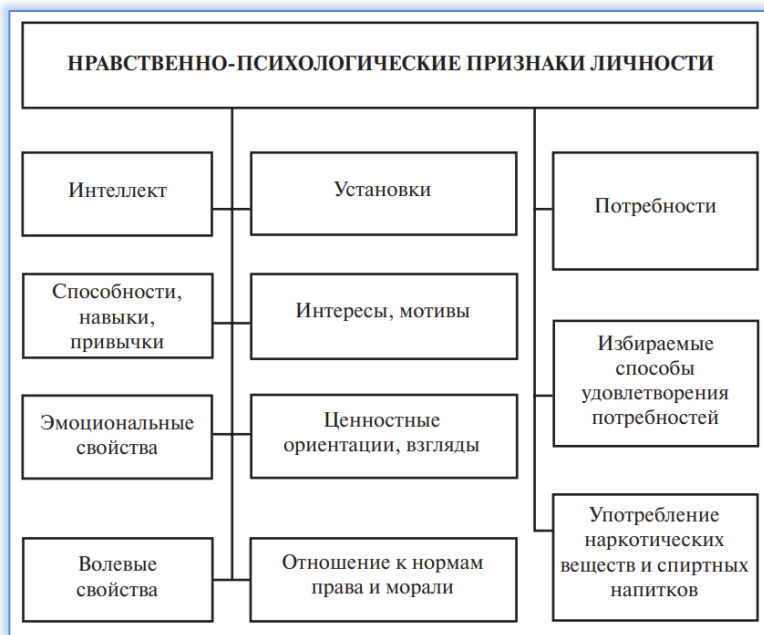 НРАВСТВЕННО-ПСИХОЛОГИЧЕСКИЕ ПРИЗНАКИ ЛИЧНОСТИ
Интеллект
Установки
Потребности
Способности,
навыки,
привычки
Интересы, мотивы
Избираемые
способы
удовлетворения
потребностей
Эмоциональные
свойства
Ценностные
ориентации, взгляды
Употребление
наркотических
веществ и спиртных
напитков
Волевые
свойства
Отношение к нормам
права и морали